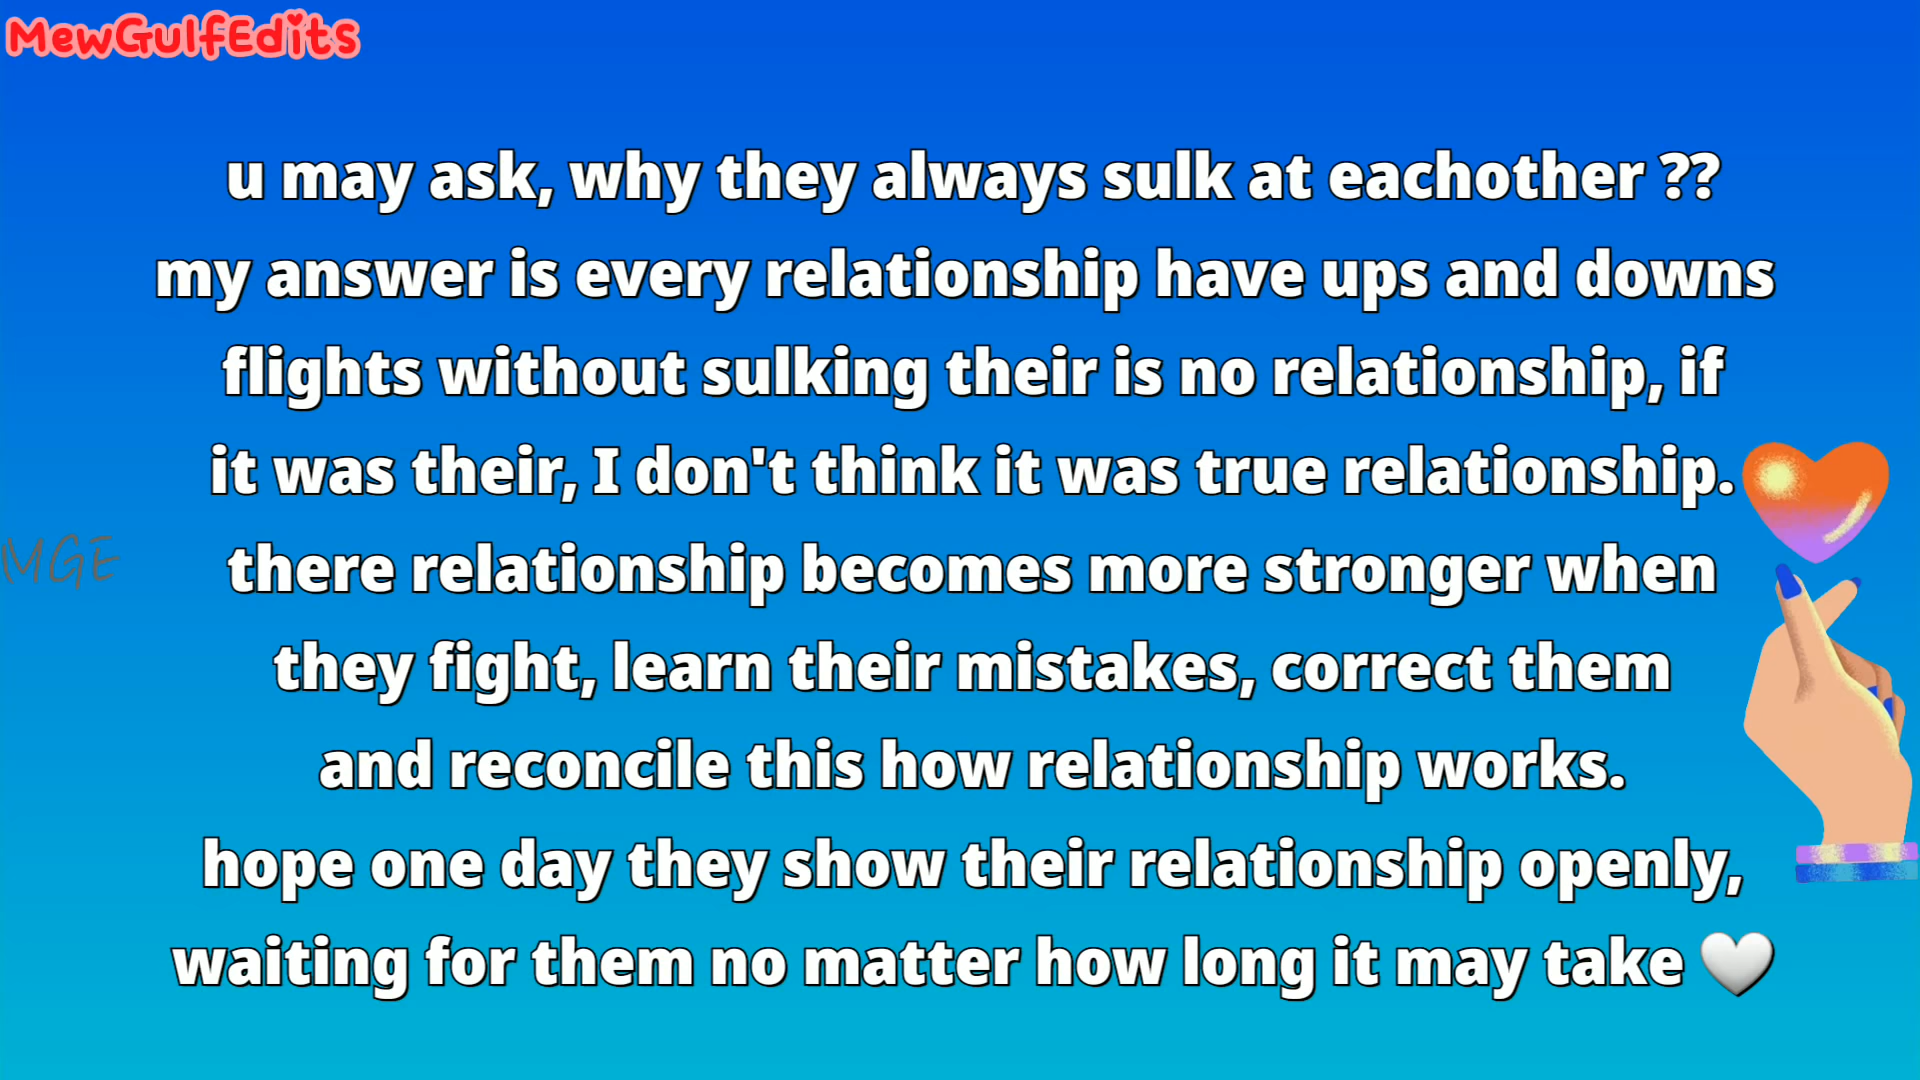 MewGulfEdits
u may ask, why they always sulk at eachother ??
my answer is every relationship have ups and downs
flights without sulking their is no relationship, if
it was their, I don't think it was true relationship.
MGE
there relationship becomes more stronger when
they fight, learn their mistakes, correct them
and reconcile this how relationship works.
hope one day they show their relationship openly,
waiting for them no matter how long it may take 🤍